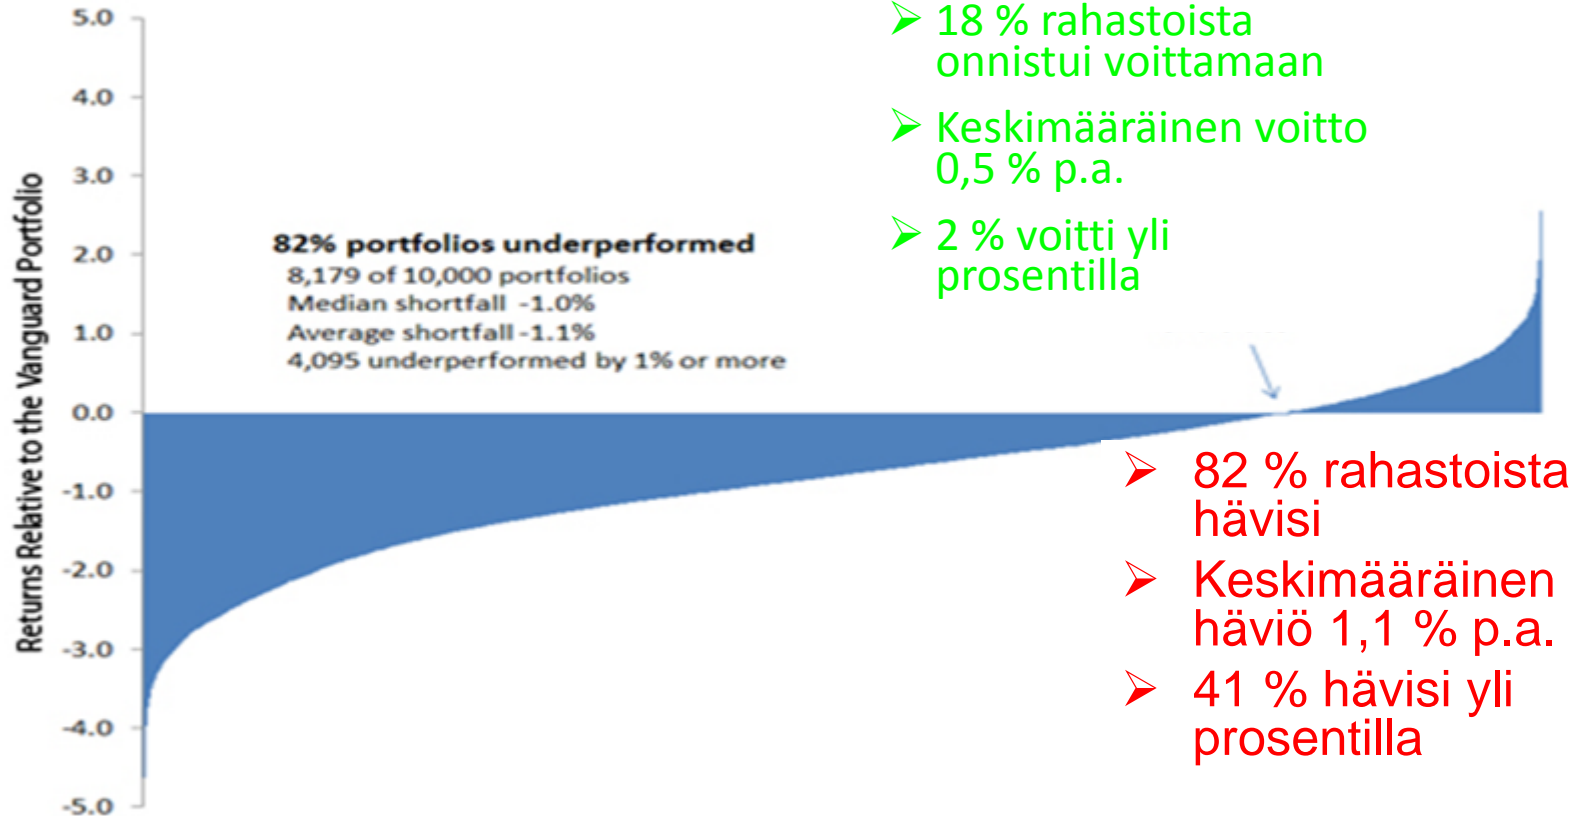 Returns Relative to the Vanguard Portfolio
5.0
4.0
3.0
2.0
1.0
0.0
-1.0
-2.0
-3.0
-4.0
-5.0
82% portfolios underperformed
8,179 of 10,000 portfolios
Median shortfall -1.0%
Average shortfall -1.1%
4,095 underperformed by 1% or more
➢ 18 % rahastoista
onnistui voittamaan
➢ Keskimääräinen voitto
0,5 % p.a.
➢ 2 % voitti yli
prosentilla
➢ 82 % rahastoista
hävisi
➢ Keskimääräinen
häviö 1,1 % p.a.
➢ 41 % hävisi yli
prosentilla